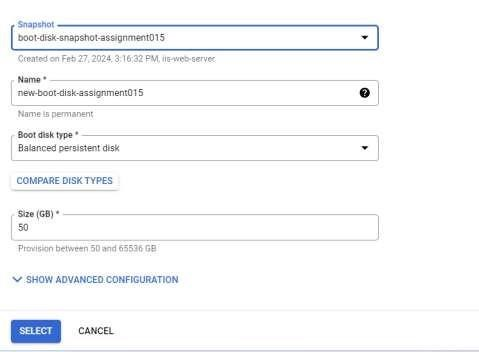 Snapshot
boot-disk-snapshot-assignment015
Created on Feb 27, 2024, 3:16:32 PM, iis-web-server
Name *
new-boot-disk-assignment015
Name is permanent
Boot disk type *
Balanced persistent disk
COMPARE DISK TYPES
Size (GB) *
50
Provision between 50 and 65536 GB
SHOW ADVANCED CONFIGURATION
SELECT CANCEL